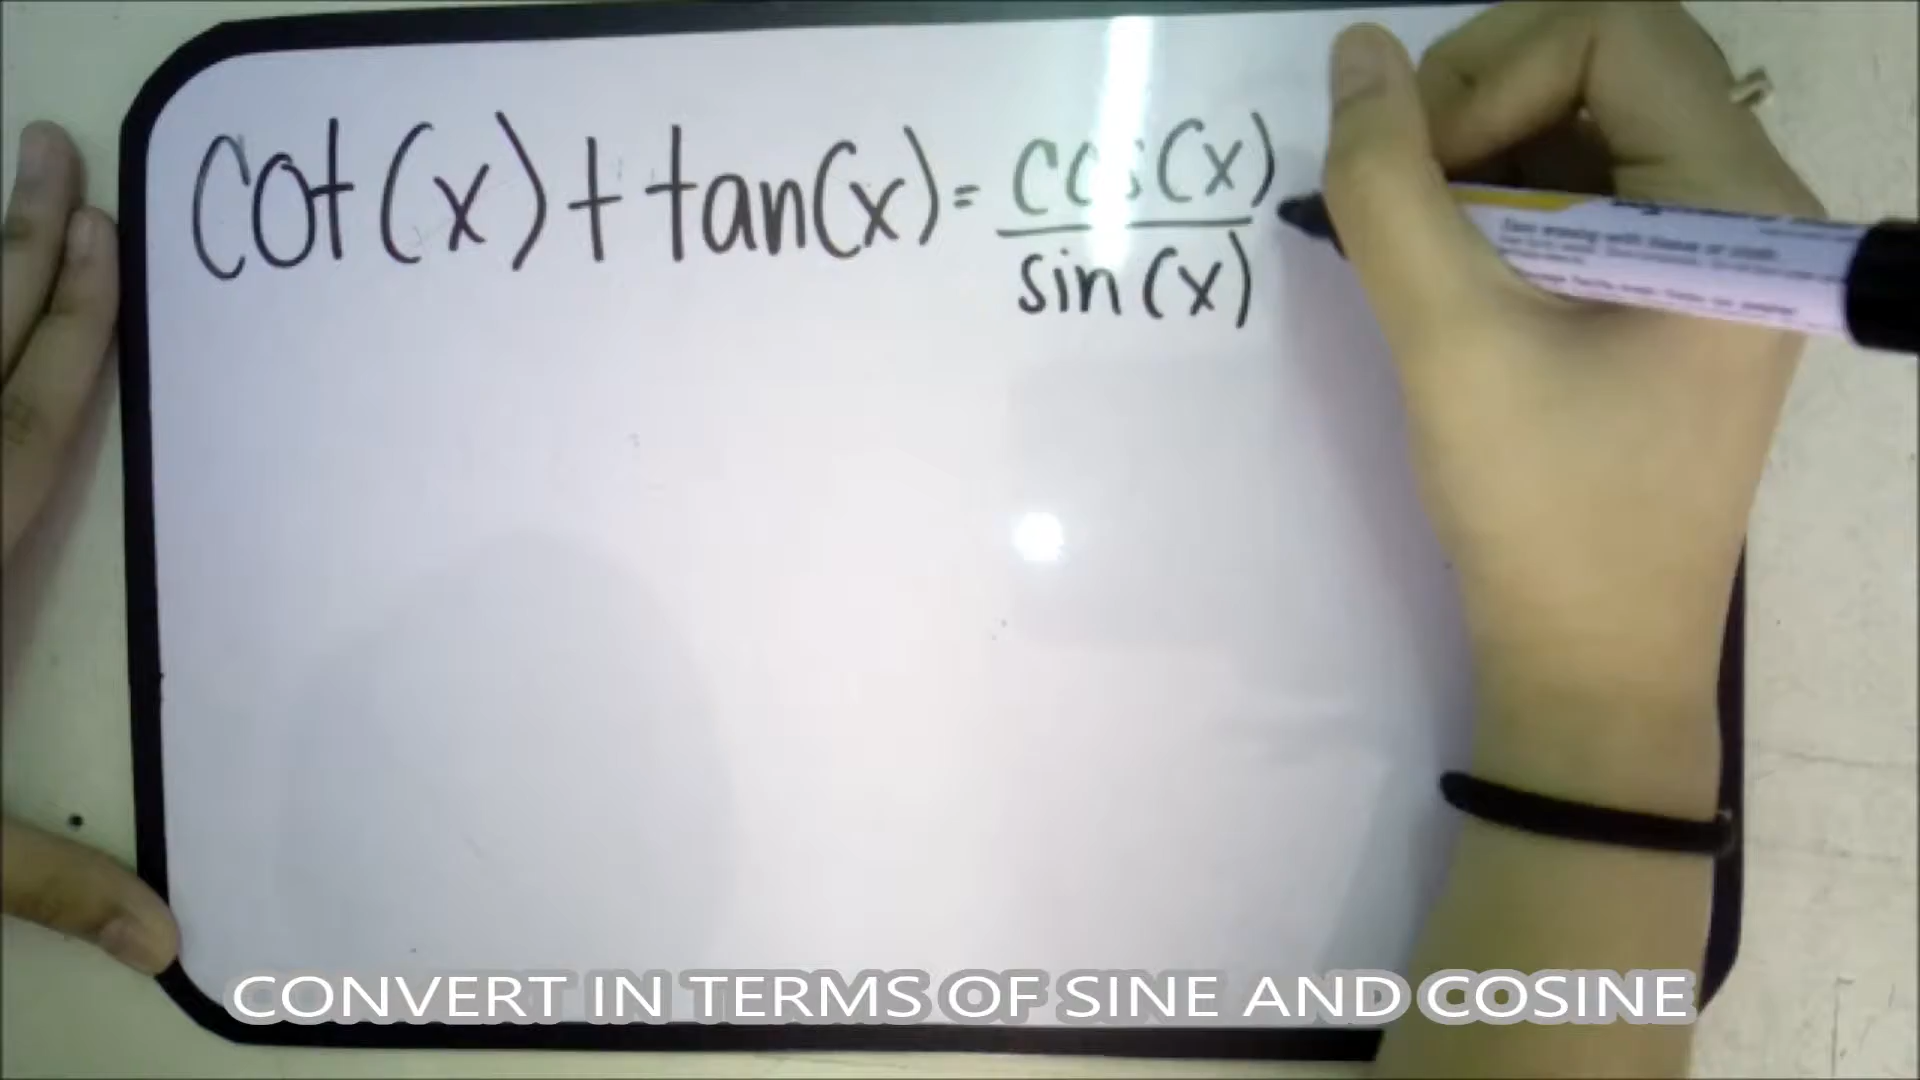 cot(x) + tan(x) = cos(x)
sin(x)
CONVERT IN TERMS OF SINE AND COSINE